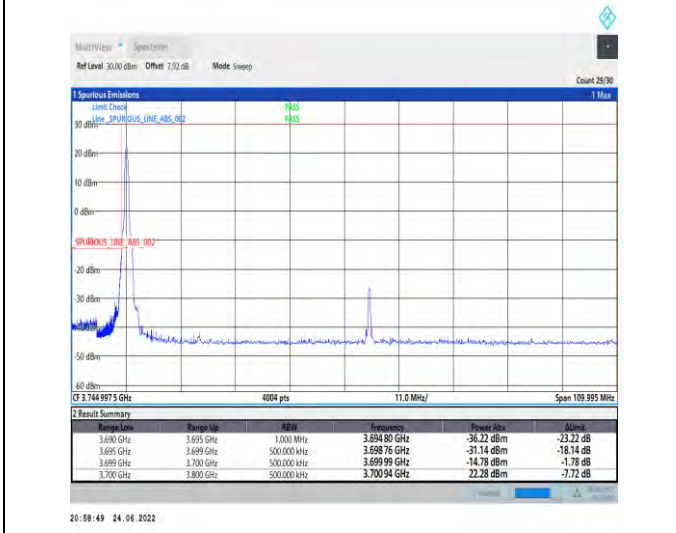 MultiView Spectrum
Ref Level 30.00 dBm Offset 7.92 dB Mode Sweep
Count 29/30
1 Spurious Emissions 1 Max
Limit Check PASS
Line _SPURIOUS_LINE_ABS_002 PASS
30 dBm
20 dBm
10 dBm
0 dBm
_SPURIOUS_LINE_ABS_002
-20 dBm
-30 dBm
-40 dBm
-50 dBm
-60 dBm
CF 3.744 997 5 GHz 4004 pts 11.0 MHz/ Span 109.995 MHz
2 Result Summary
Range Low Range Up RBW Frequency Power Abs ΔLimit
3.690 GHz 3.695 GHz 1.000 MHz 3.694 80 GHz -36.22 dBm -23.22 dB
3.695 GHz 3.699 GHz 500.000 kHz 3.698 76 GHz -31.14 dBm -18.14 dB
3.699 GHz 3.700 GHz 500.000 kHz 3.699 99 GHz -14.78 dBm -1.78 dB
3.700 GHz 3.800 GHz 500.000 kHz 3.700 94 GHz 22.28 dBm -7.72 dB
20:58:49 24.06.2022